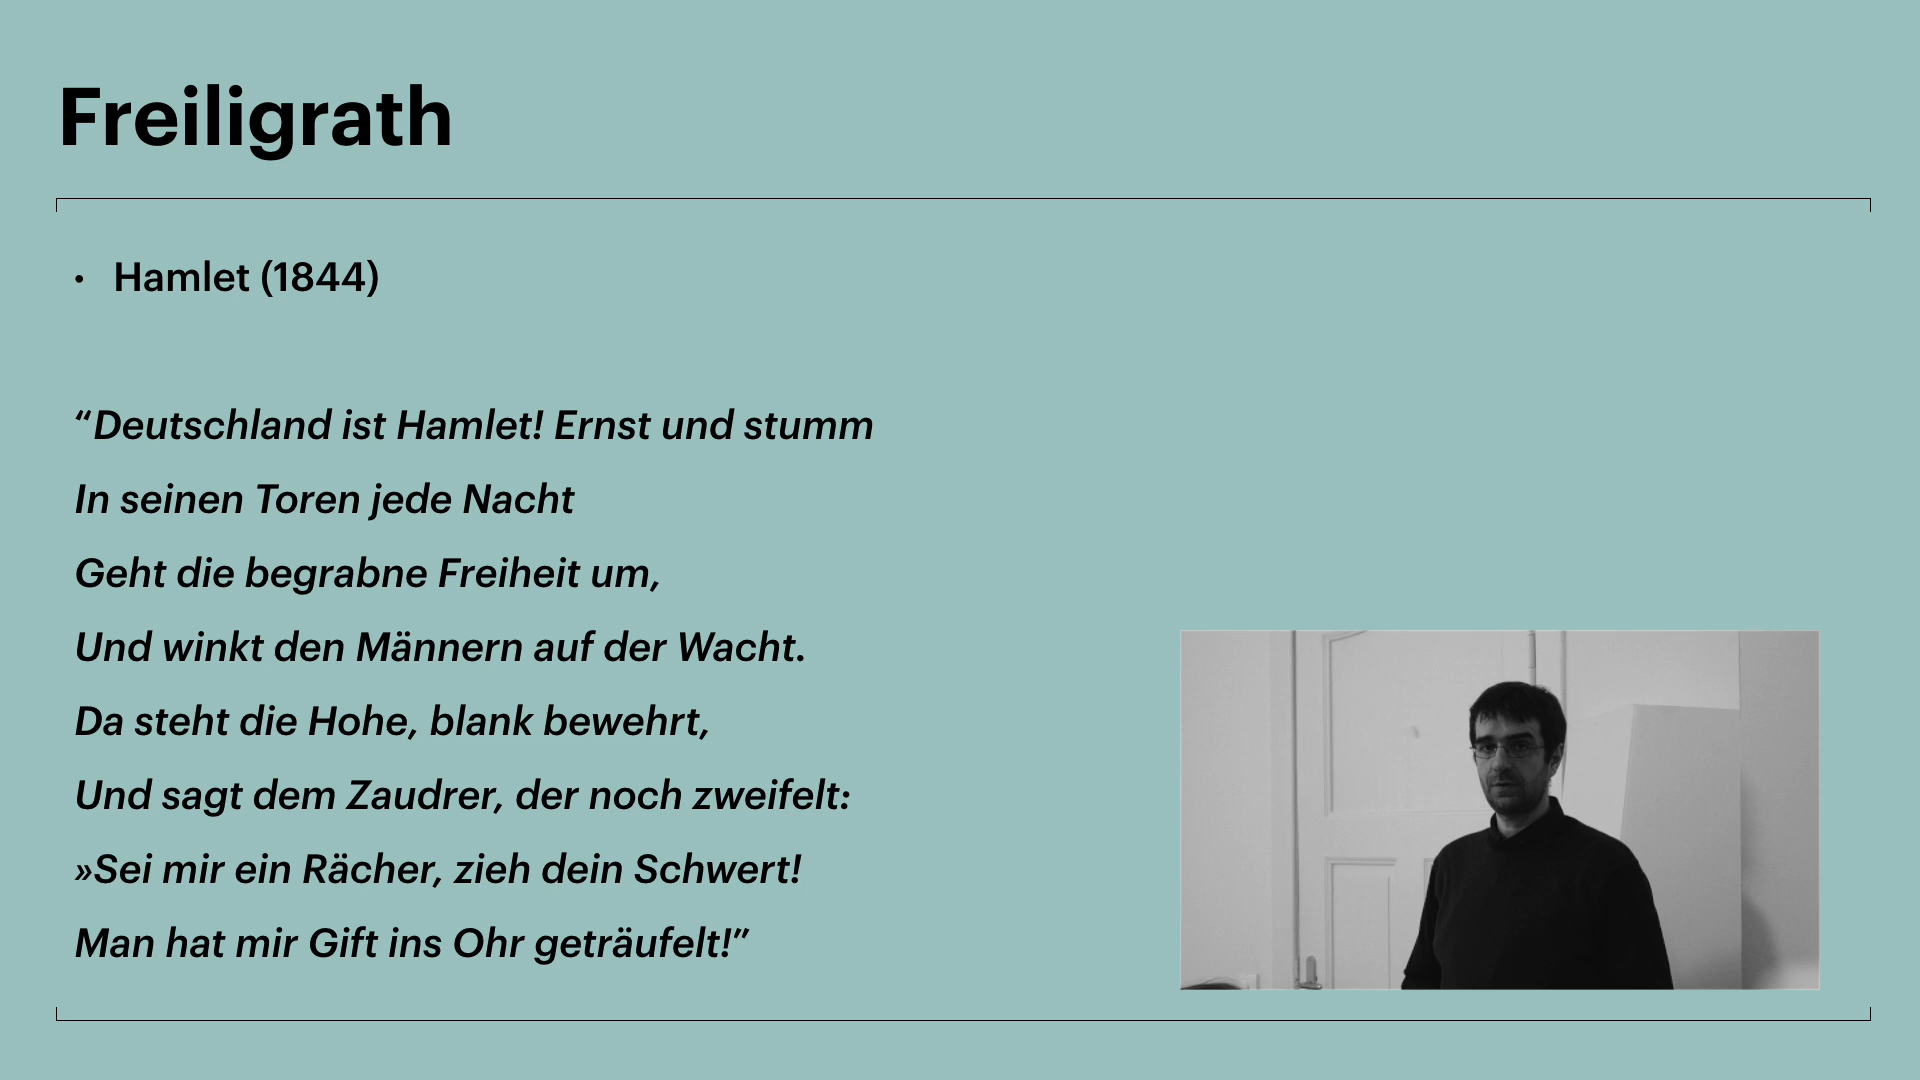 Freiligrath
• Hamlet (1844)
“Deutschland ist Hamlet! Ernst und stumm
In seinen Toren jede Nacht
Geht die begrabne Freiheit um,
Und winkt den Männern auf der Wacht.
Da steht die Hohe, blank bewehrt,
Und sagt dem Zaudrer, der noch zweifelt:
»Sei mir ein Rächer, zieh dein Schwert!
Man hat mir Gift ins Ohr geträufelt!”